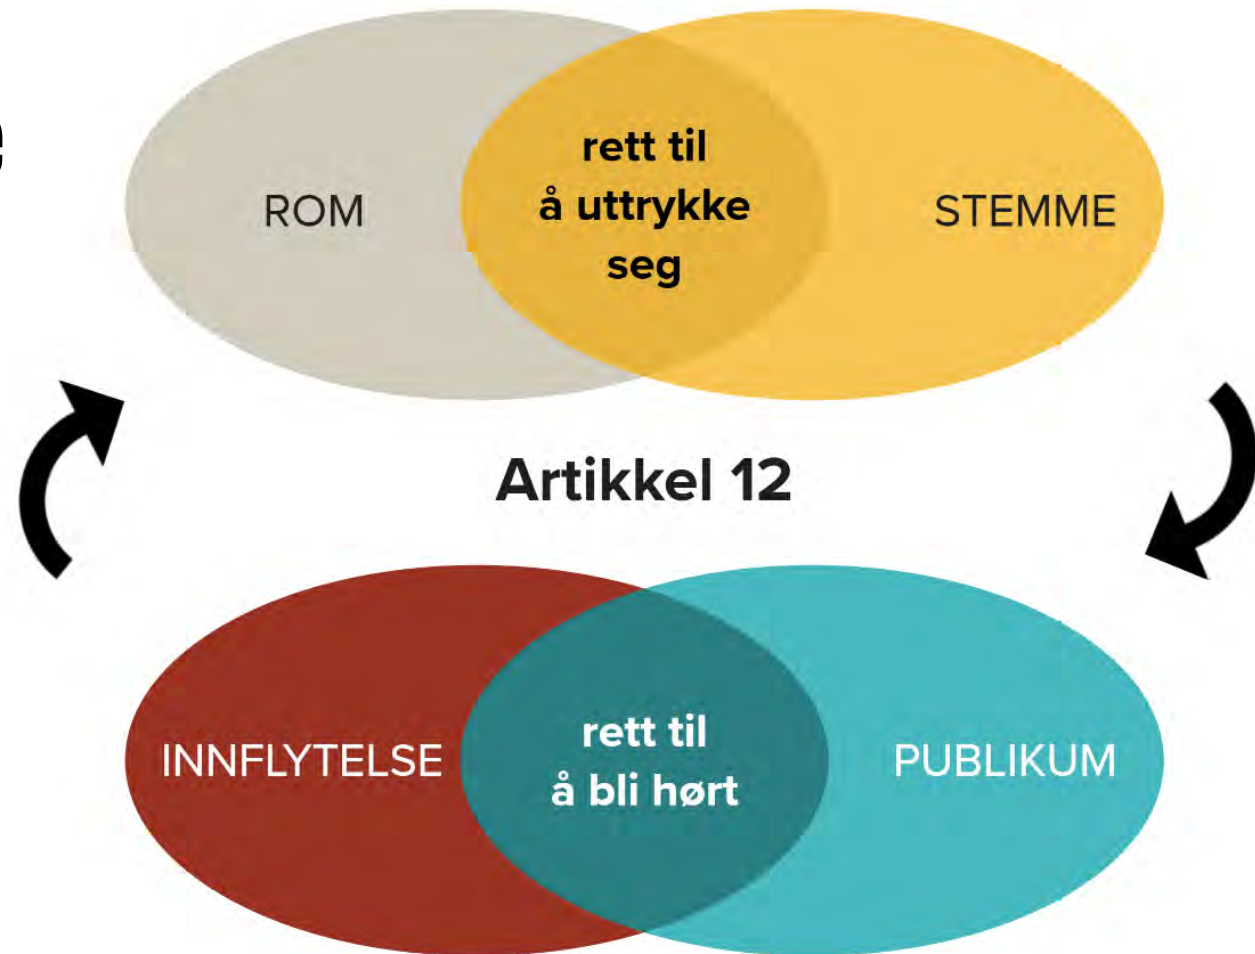 e
rett til
ROM
å uttrykke
STEMME
seg
Artikkel 12
rett til
INNFLYTELSE
å bli hørt
PUBLIKUM